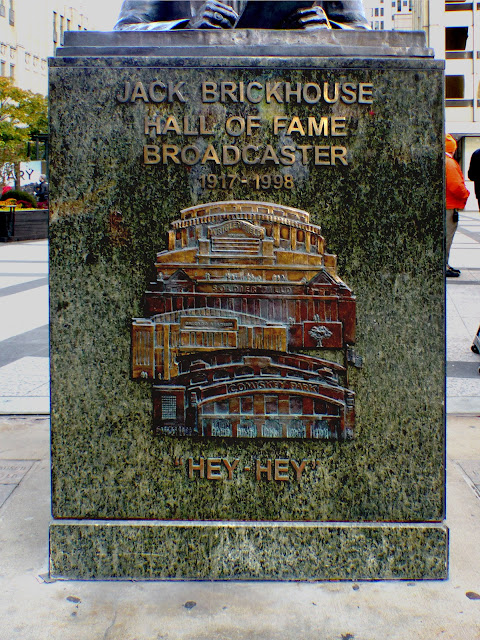 JACK BRICKHOUSE
HALL OF FAME
BROADCASTER
1917-1998
SOLDIER FIELD
COMISKEY PARK
"HEY-HEY"